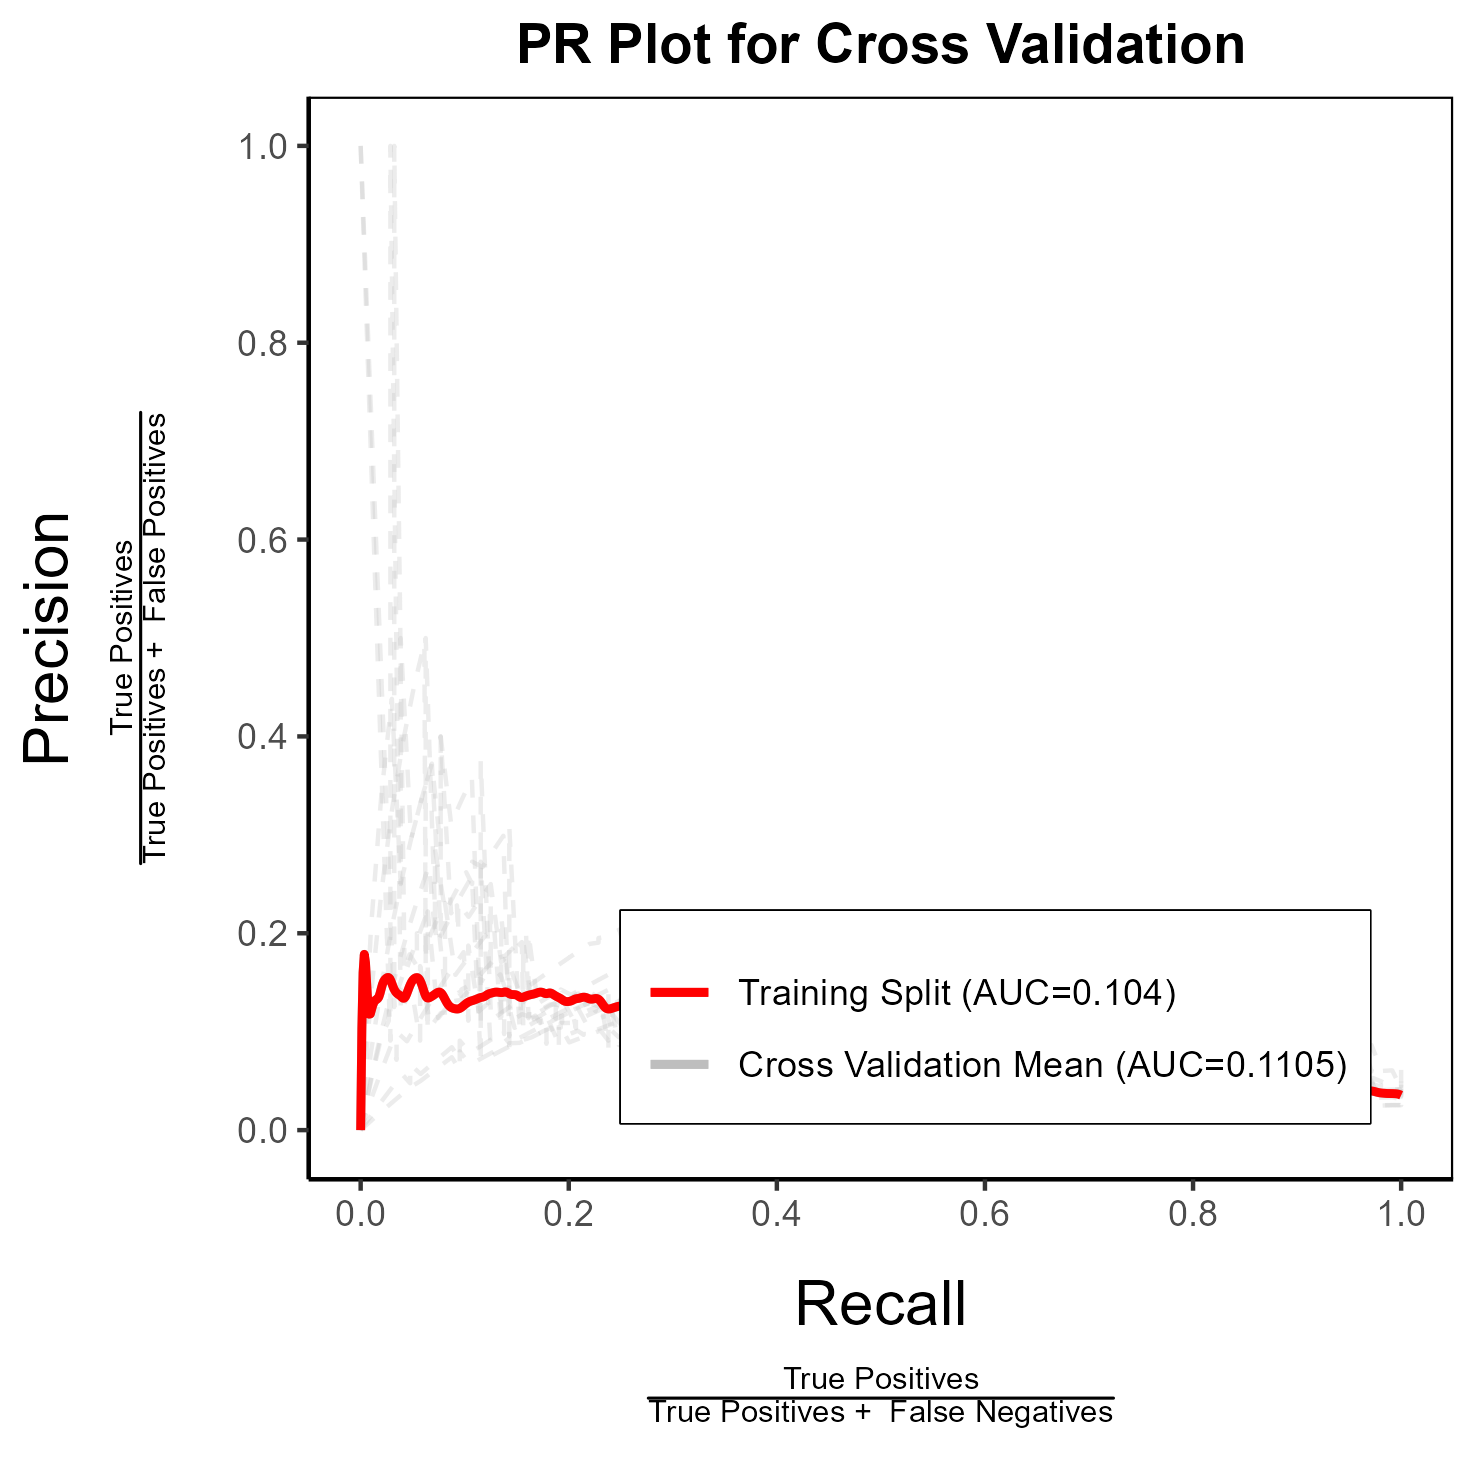 PR Plot for Cross Validation
Precision
True Positives
True Positives +  False Positives
1.0
0.8
0.6
0.4
0.2
0.0
Training Split (AUC=0.104)
Cross Validation Mean (AUC=0.1105)
0.0 0.2 0.4 0.6 0.8 1.0
Recall
True Positives
True Positives +  False Negatives